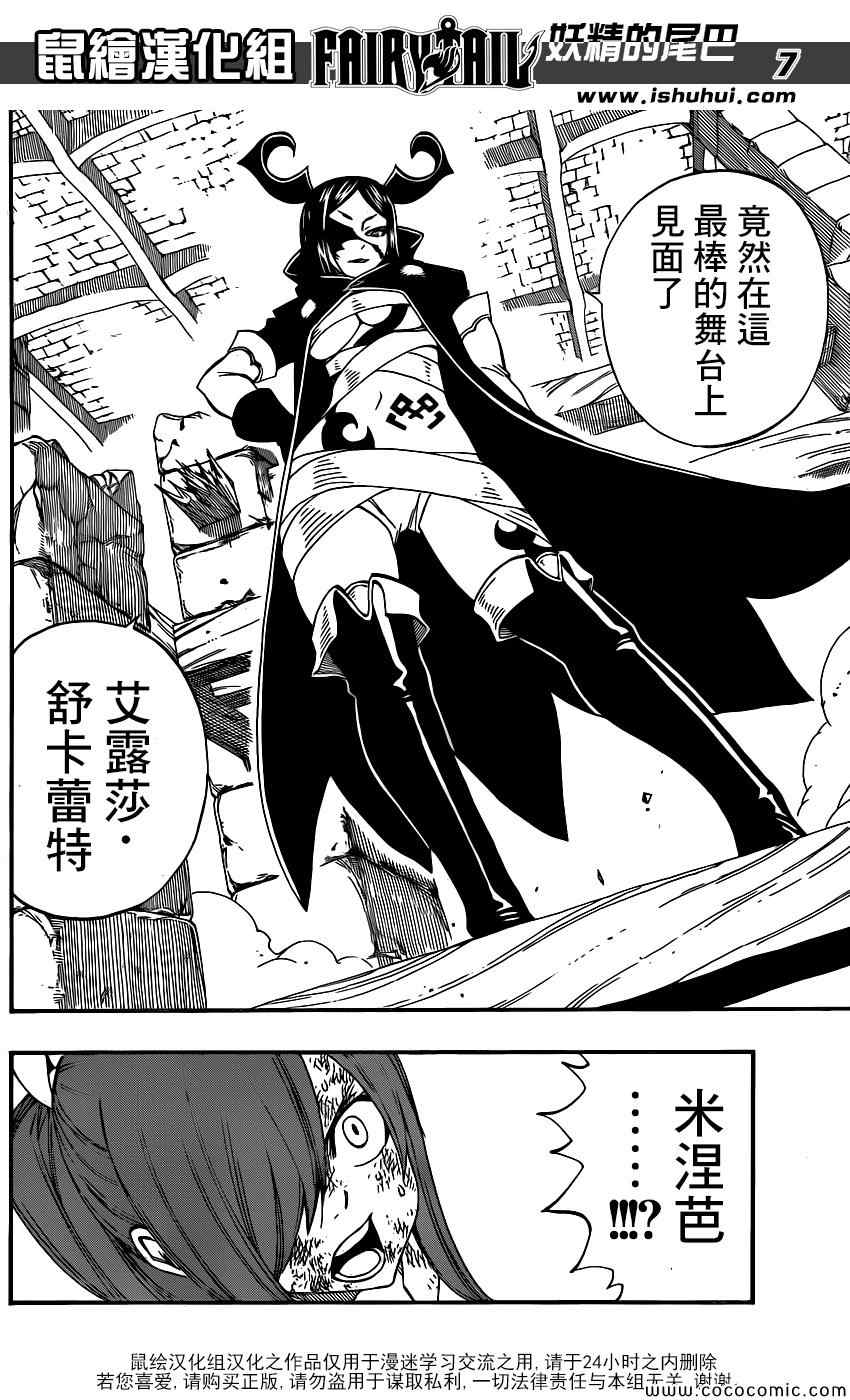 鼠繪漢化組
FAIRY TAIL
妖精的尾巴
7
www.ishuhui.com
竟然在這
最棒的舞台上
見面了
艾露莎·
舒卡蕾特
米涅芭
……!!!?
鼠绘汉化组汉化之作品仅用于漫迷学习交流之用,请于24小时之内删除
若您喜爱,请购买正版,请勿盗用于谋取私利,一切法律责任与本组无关,谢谢.
www.cococomic.com